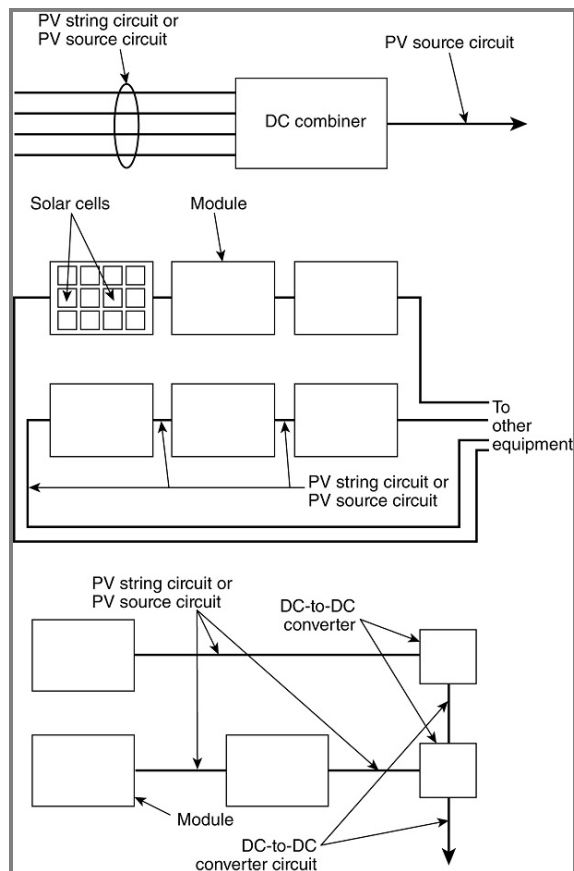 PV string circuit or
PV source circuit
PV source circuit
DC combiner
Solar cells
Module
To
other
equipment
PV string circuit or
PV source circuit
PV string circuit or
PV source circuit
DC-to-DC
converter
Module
DC-to-DC
converter circuit